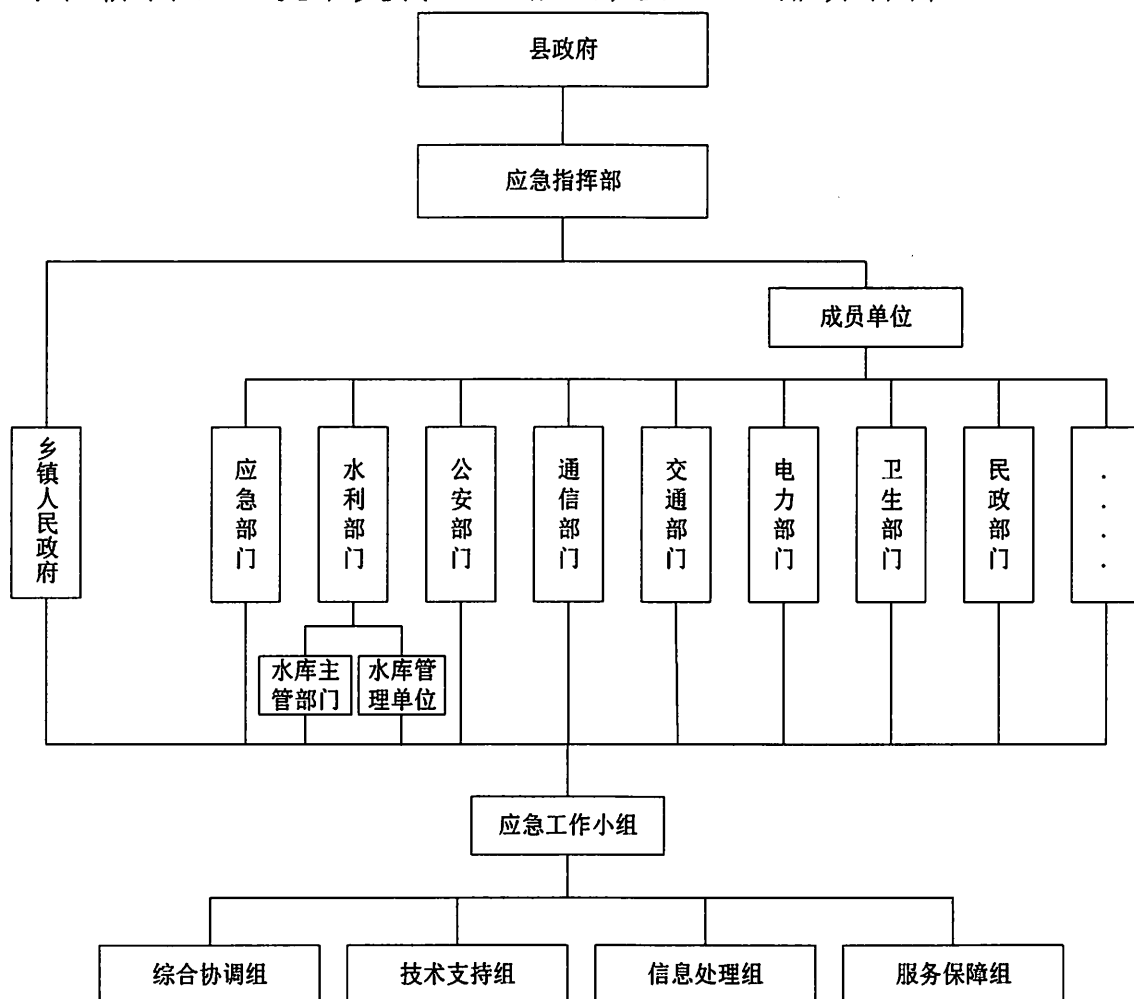 县政府
应急指挥部
成员单位
乡镇人民政府
应急部门
水利部门
公安部门
通信部门
交通部门
电力部门
卫生部门
民政部门
....
水库主
管部门
水库管
理单位
应急工作小组
综合协调组
技术支持组
信息处理组
服务保障组